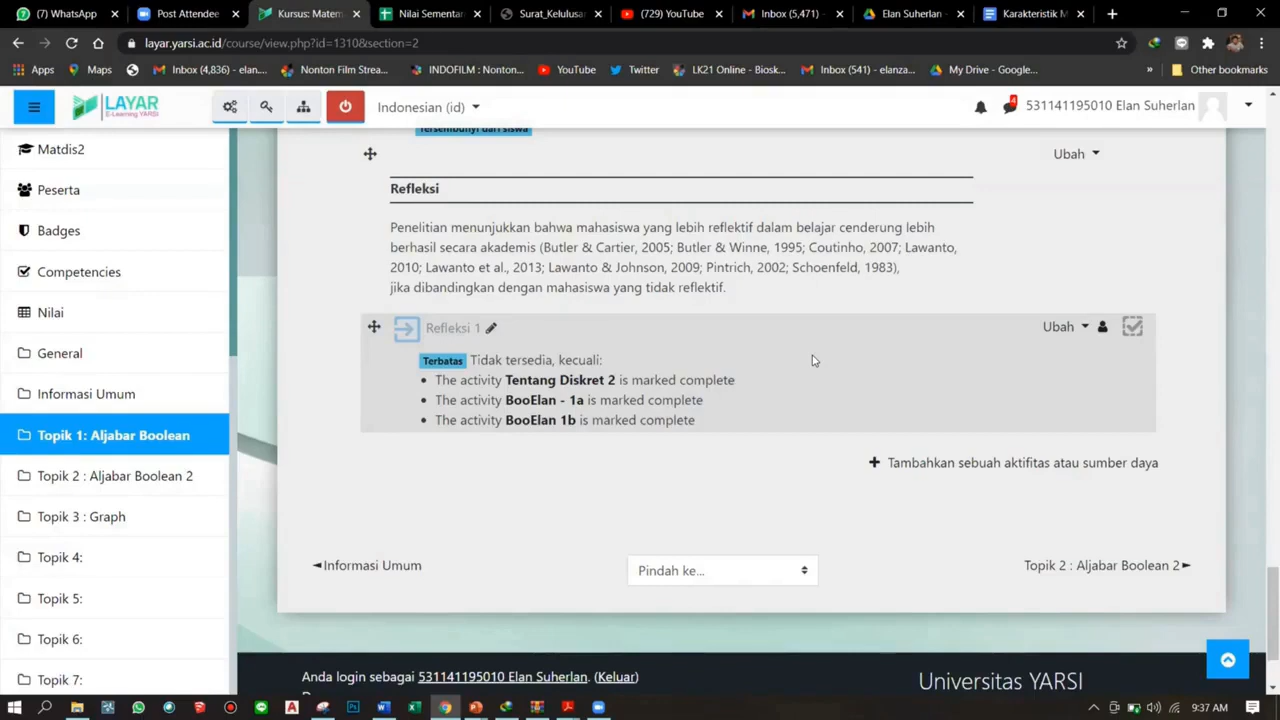 (7) WhatsApp
Post Attendee
Kursus: Matem
Nilai Sementar
Surat_Kelulusa
(729) YouTube
Inbox (5,471)
Elan Suherlan -
Karakteristik M
layar.yarsi.ac.id/course/view.php?id=1310&section=2
Apps
Maps
Inbox (4,836) - elan....
Nonton Film Strea...
INDOFILM : Nonton...
YouTube
Twitter
LK21 Online - Biosk...
Inbox (541) - elanza...
My Drive - Google...
»
Other bookmarks
LAYAR
E-Learning YARSI
Indonesian (id)
4
531141195010 Elan Suherlan
Matdis2
Peserta
Badges
Competencies
Nilai
General
Informasi Umum
Topik 1: Aljabar Boolean
Topik 2 : Aljabar Boolean 2
Topik 3 : Graph
Topik 4:
Topik 5:
Topik 6:
Topik 7:
Tersembunyi dari siswa
Ubah
Refleksi
Penelitian menunjukkan bahwa mahasiswa yang lebih reflektif dalam belajar cenderung lebih
berhasil secara akademis (Butler & Cartier, 2005; Butler & Winne, 1995; Coutinho, 2007; Lawanto,
2010; Lawanto et al., 2013; Lawanto & Johnson, 2009; Pintrich, 2002; Schoenfeld, 1983),
jika dibandingkan dengan mahasiswa yang tidak reflektif.
Refleksi 1
Ubah
Terbatas Tidak tersedia, kecuali:
• The activity Tentang Diskret 2 is marked complete
• The activity BooElan - 1a is marked complete
• The activity BooElan 1b is marked complete
Tambahkan sebuah aktifitas atau sumber daya
◄Informasi Umum
Pindah ke...
Topik 2 : Aljabar Boolean 2►
Anda login sebagai 531141195010 Elan Suherlan. (Keluar)
Universitas YARSI
9:37 AM